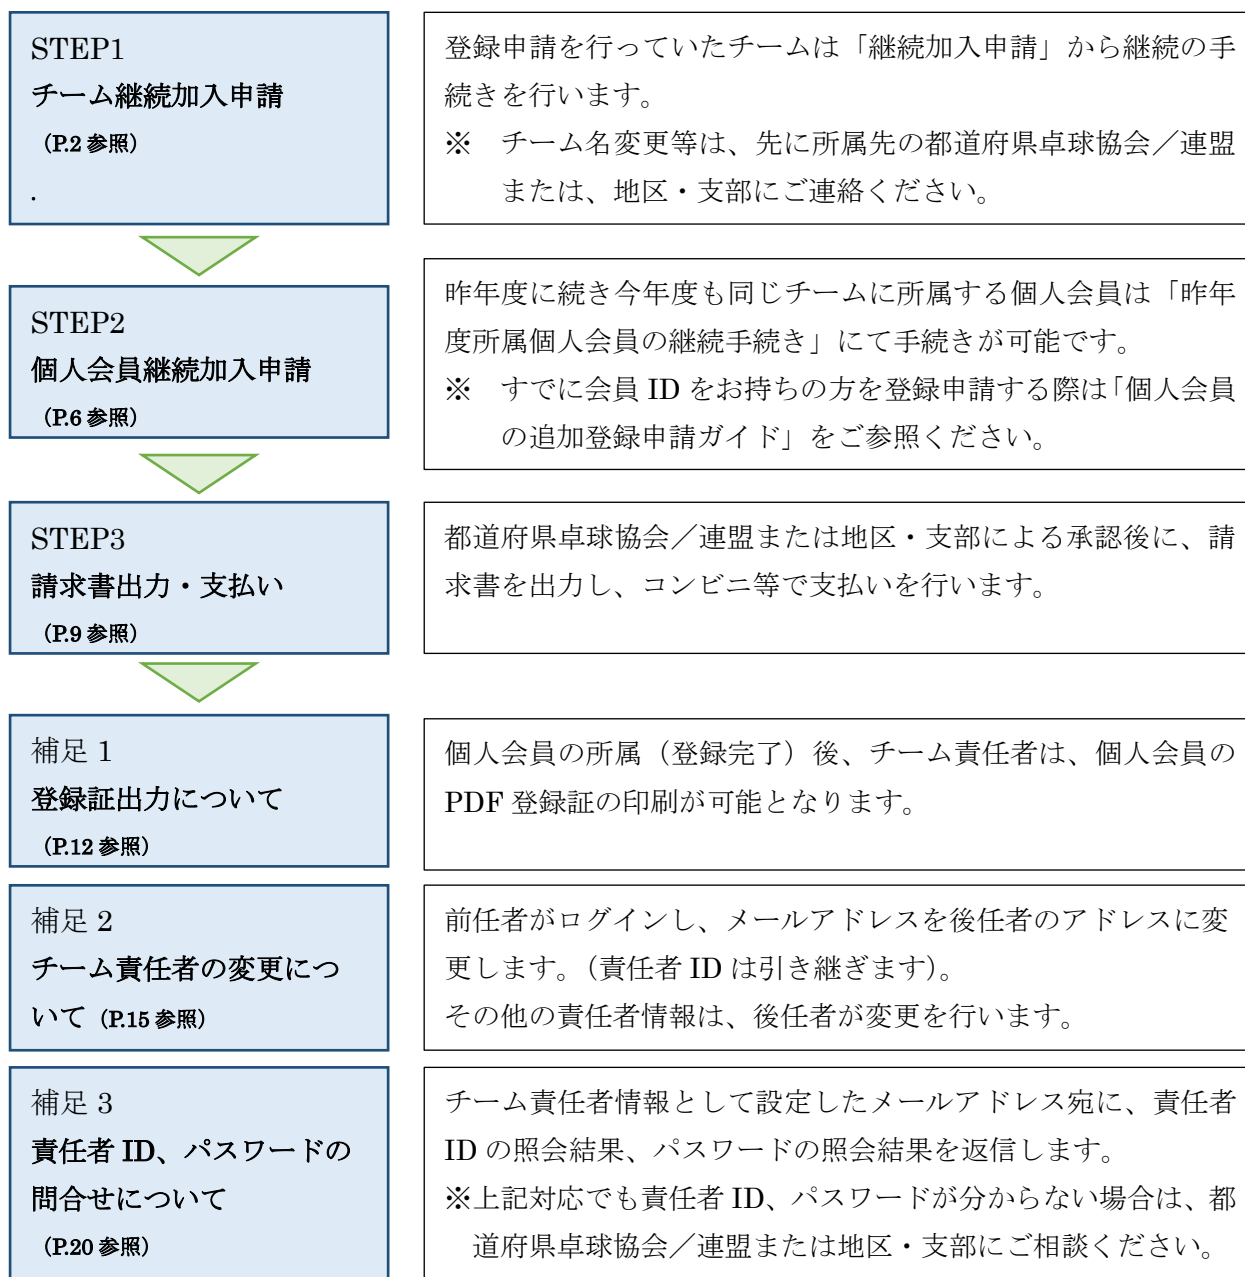 STEP1
チーム継続加入申請
（P.2 参照）
.
登録申請を行っていたチームは「継続加入申請」から継続の手
続きを行います。
※ チーム名変更等は、先に所属先の都道府県卓球協会／連盟
または、地区・支部にご連絡ください。
STEP2
個人会員継続加入申請
（P.6 参照）
昨年度に続き今年度も同じチームに所属する個人会員は「昨年
度所属個人会員の継続手続き」にて手続きが可能です。
※ すでに会員 ID をお持ちの方を登録申請する際は「個人会員
の追加登録申請ガイド」をご参照ください。
STEP3
請求書出力・支払い
（P.9 参照）
都道府県卓球協会／連盟または地区・支部による承認後に、請
求書を出力し、コンビニ等で支払いを行います。
補足 1
登録証出力について
（P.12 参照）
個人会員の所属（登録完了）後、チーム責任者は、個人会員の
PDF 登録証の印刷が可能となります。
補足 2
チーム責任者の変更につ
いて（P.15 参照）
前任者がログインし、メールアドレスを後任者のアドレスに変
更します。（責任者 ID は引き継ぎます）。
その他の責任者情報は、後任者が変更を行います。
補足 3
責任者 ID、パスワードの
問合せについて
（P.20 参照）
チーム責任者情報として設定したメールアドレス宛に、責任者
ID の照会結果、パスワードの照会結果を返信します。
※上記対応でも責任者 ID、パスワードが分からない場合は、都
道府県卓球協会／連盟または地区・支部にご相談ください。